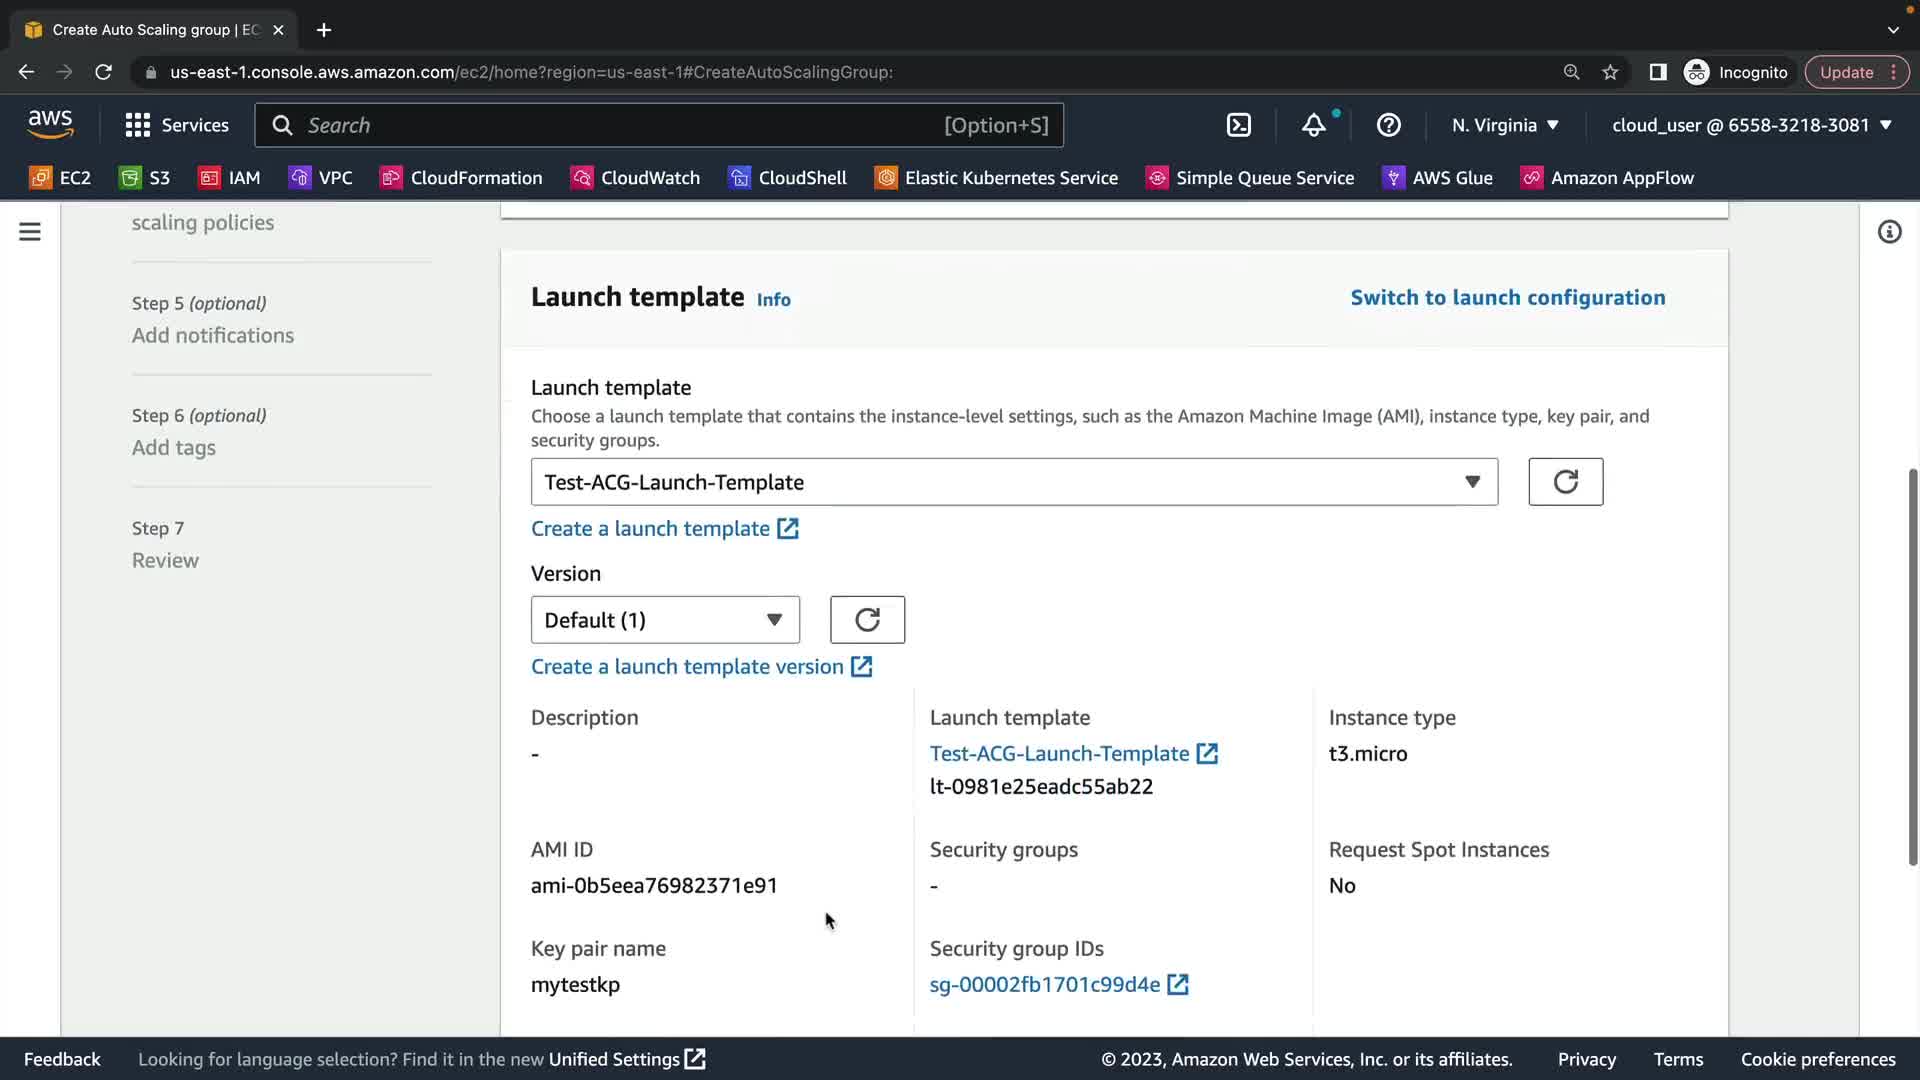 Create Auto Scaling group | EC
us-east-1.console.aws.amazon.com/ec2/home?region=us-east-1#CreateAutoScalingGroup:
Incognito
Update
aws
Services
Search
[Option+S]
N. Virginia
cloud_user @ 6558-3218-3081
EC2
S3
IAM
VPC
CloudFormation
CloudWatch
CloudShell
Elastic Kubernetes Service
Simple Queue Service
AWS Glue
Amazon AppFlow
scaling policies
Step 5 (optional)
Add notifications
Step 6 (optional)
Add tags
Step 7
Review
Launch template Info
Switch to launch configuration
Launch template
Choose a launch template that contains the instance-level settings, such as the Amazon Machine Image (AMI), instance type, key pair, and
security groups.
Test-ACG-Launch-Template
Create a launch template
Version
Default (1)
Create a launch template version
Description
-
Launch template
Test-ACG-Launch-Template
lt-0981e25eadc55ab22
Instance type
t3.micro
AMI ID
ami-0b5eea76982371e91
Security groups
-
Request Spot Instances
No
Key pair name
mytestkp
Security group IDs
sg-00002fb1701c99d4e
Feedback
Looking for language selection? Find it in the new Unified Settings
© 2023, Amazon Web Services, Inc. or its affiliates.
Privacy
Terms
Cookie preferences